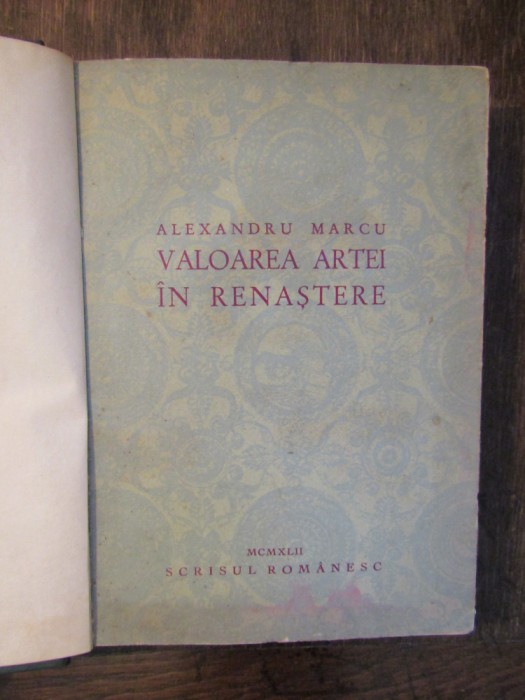 ALEXANDRU MARCU
VALOAREA ARTEI
ÎN RENAȘTERE
MCMXLII
SCRISUL ROMÂNESC